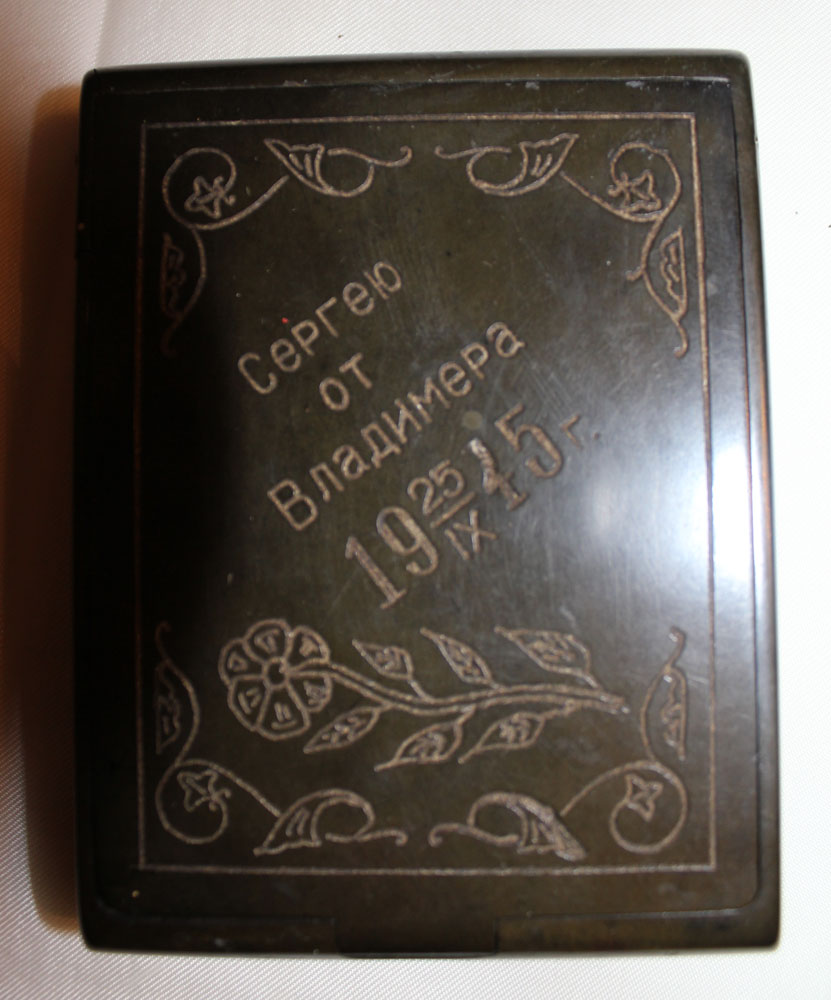 Сергею
от
Владимера
19 25/IX 45 г.